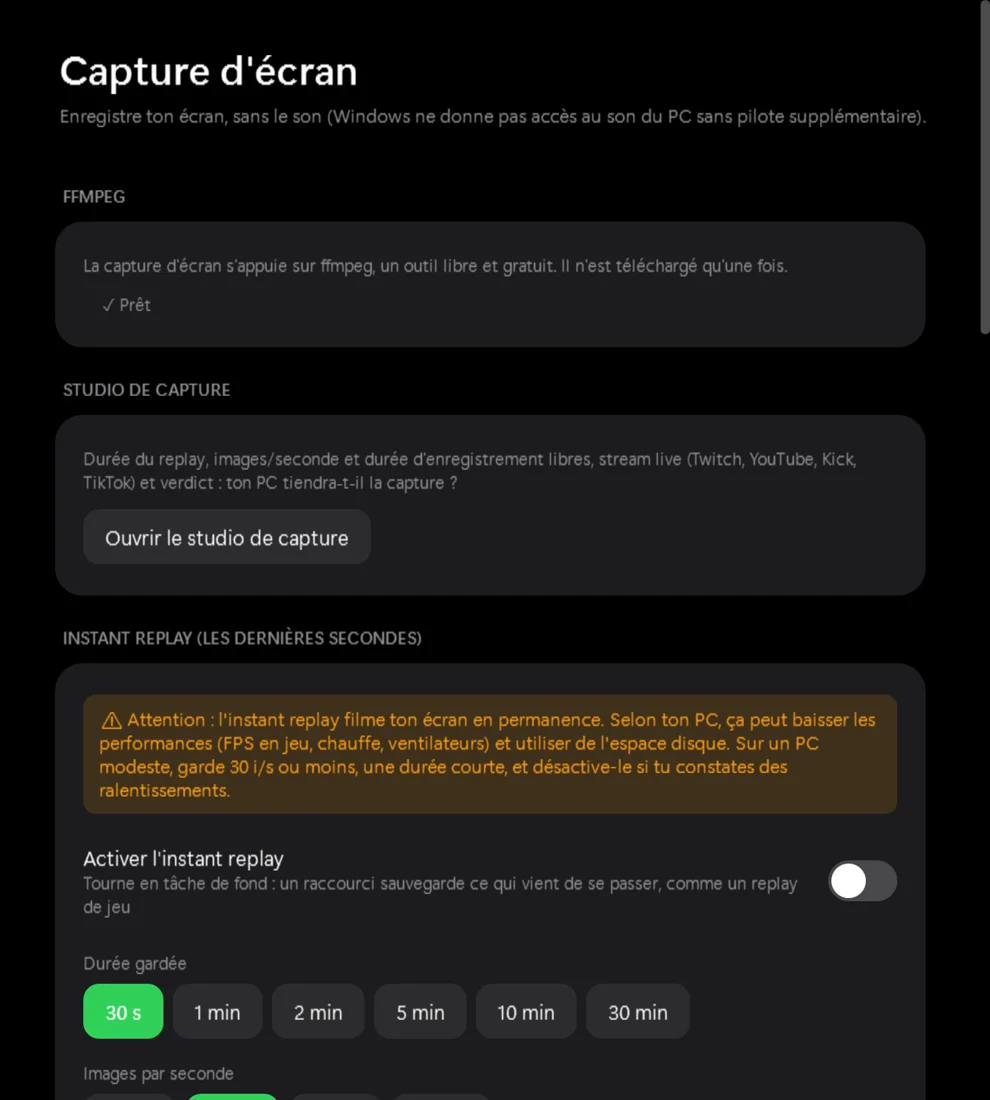 Capture d'écran
Enregistre ton écran, sans le son (Windows ne donne pas accès au son du PC sans pilote supplémentaire).
FFMPEG
La capture d'écran s'appuie sur ffmpeg, un outil libre et gratuit. Il n'est téléchargé qu'une fois.
✓ Prêt
STUDIO DE CAPTURE
Durée du replay, images/seconde et durée d'enregistrement libres, stream live (Twitch, YouTube, Kick,
TikTok) et verdict : ton PC tiendra-t-il la capture ?
Ouvrir le studio de capture
INSTANT REPLAY (LES DERNIÈRES SECONDES)
⚠ Attention : l'instant replay filme ton écran en permanence. Selon ton PC, ça peut baisser les
performances (FPS en jeu, chauffe, ventilateurs) et utiliser de l'espace disque. Sur un PC
modeste, garde 30 i/s ou moins, une durée courte, et désactive-le si tu constates des
ralentissements.
Activer l'instant replay
Tourne en tâche de fond : un raccourci sauvegarde ce qui vient de se passer, comme un replay
de jeu
Durée gardée
30 s 1 min 2 min 5 min 10 min 30 min
Images par seconde